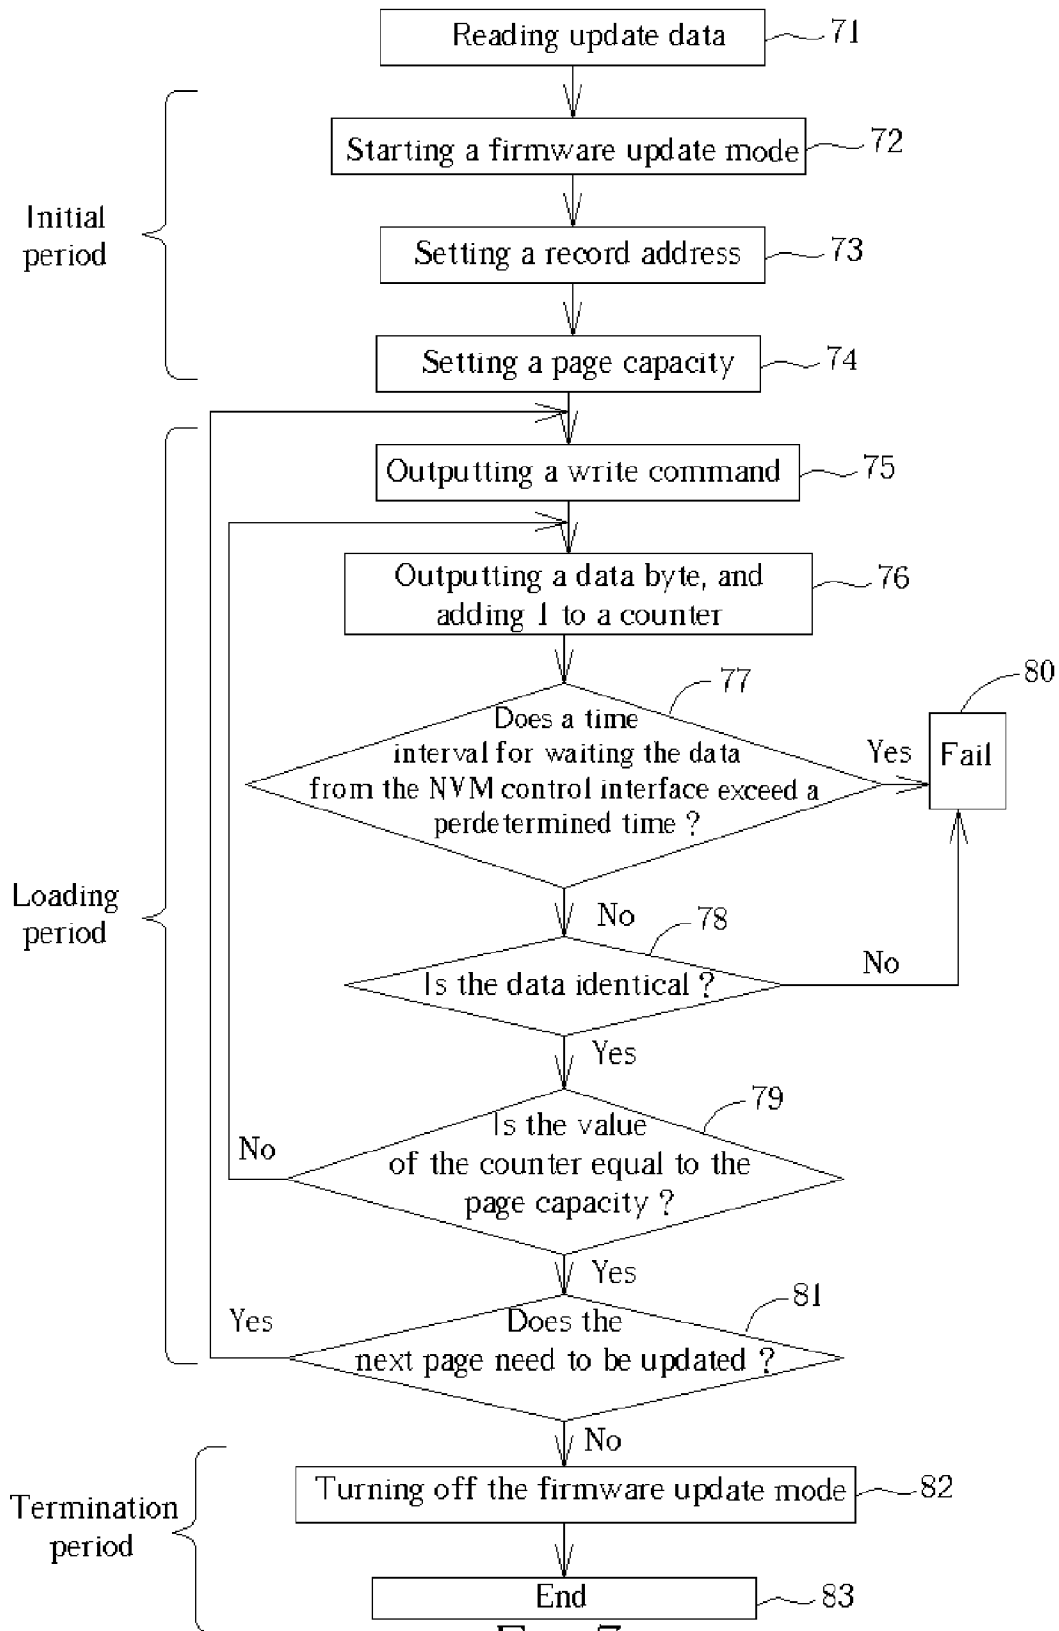 Reading update data
71
Starting a firmware update mode
72
Initial
period
Setting a record address
73
Setting a page capacity
74
Outputting a write command
75
Outputting a data byte, and
adding 1 to a counter
76
77
80
Does a time
interval for waiting the data
from the NVM control interface exceed a
perdetermined time ?
Yes
Fail
Loading
period
No
78
Is the data identical ?
No
Yes
79
Is the value
of the counter equal to the
page capacity ?
No
Yes
81
Yes
Does the
next page need to be updated ?
No
Termination
period
Turning off the firmware update mode
82
End
83